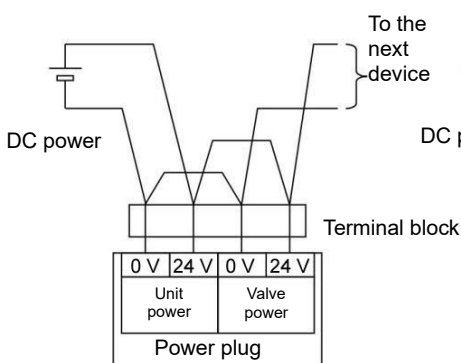 To the
next
device
DC power
DC p
Terminal block
0 V 24 V 0 V 24 V
Unit
power
Valve
power
Power plug